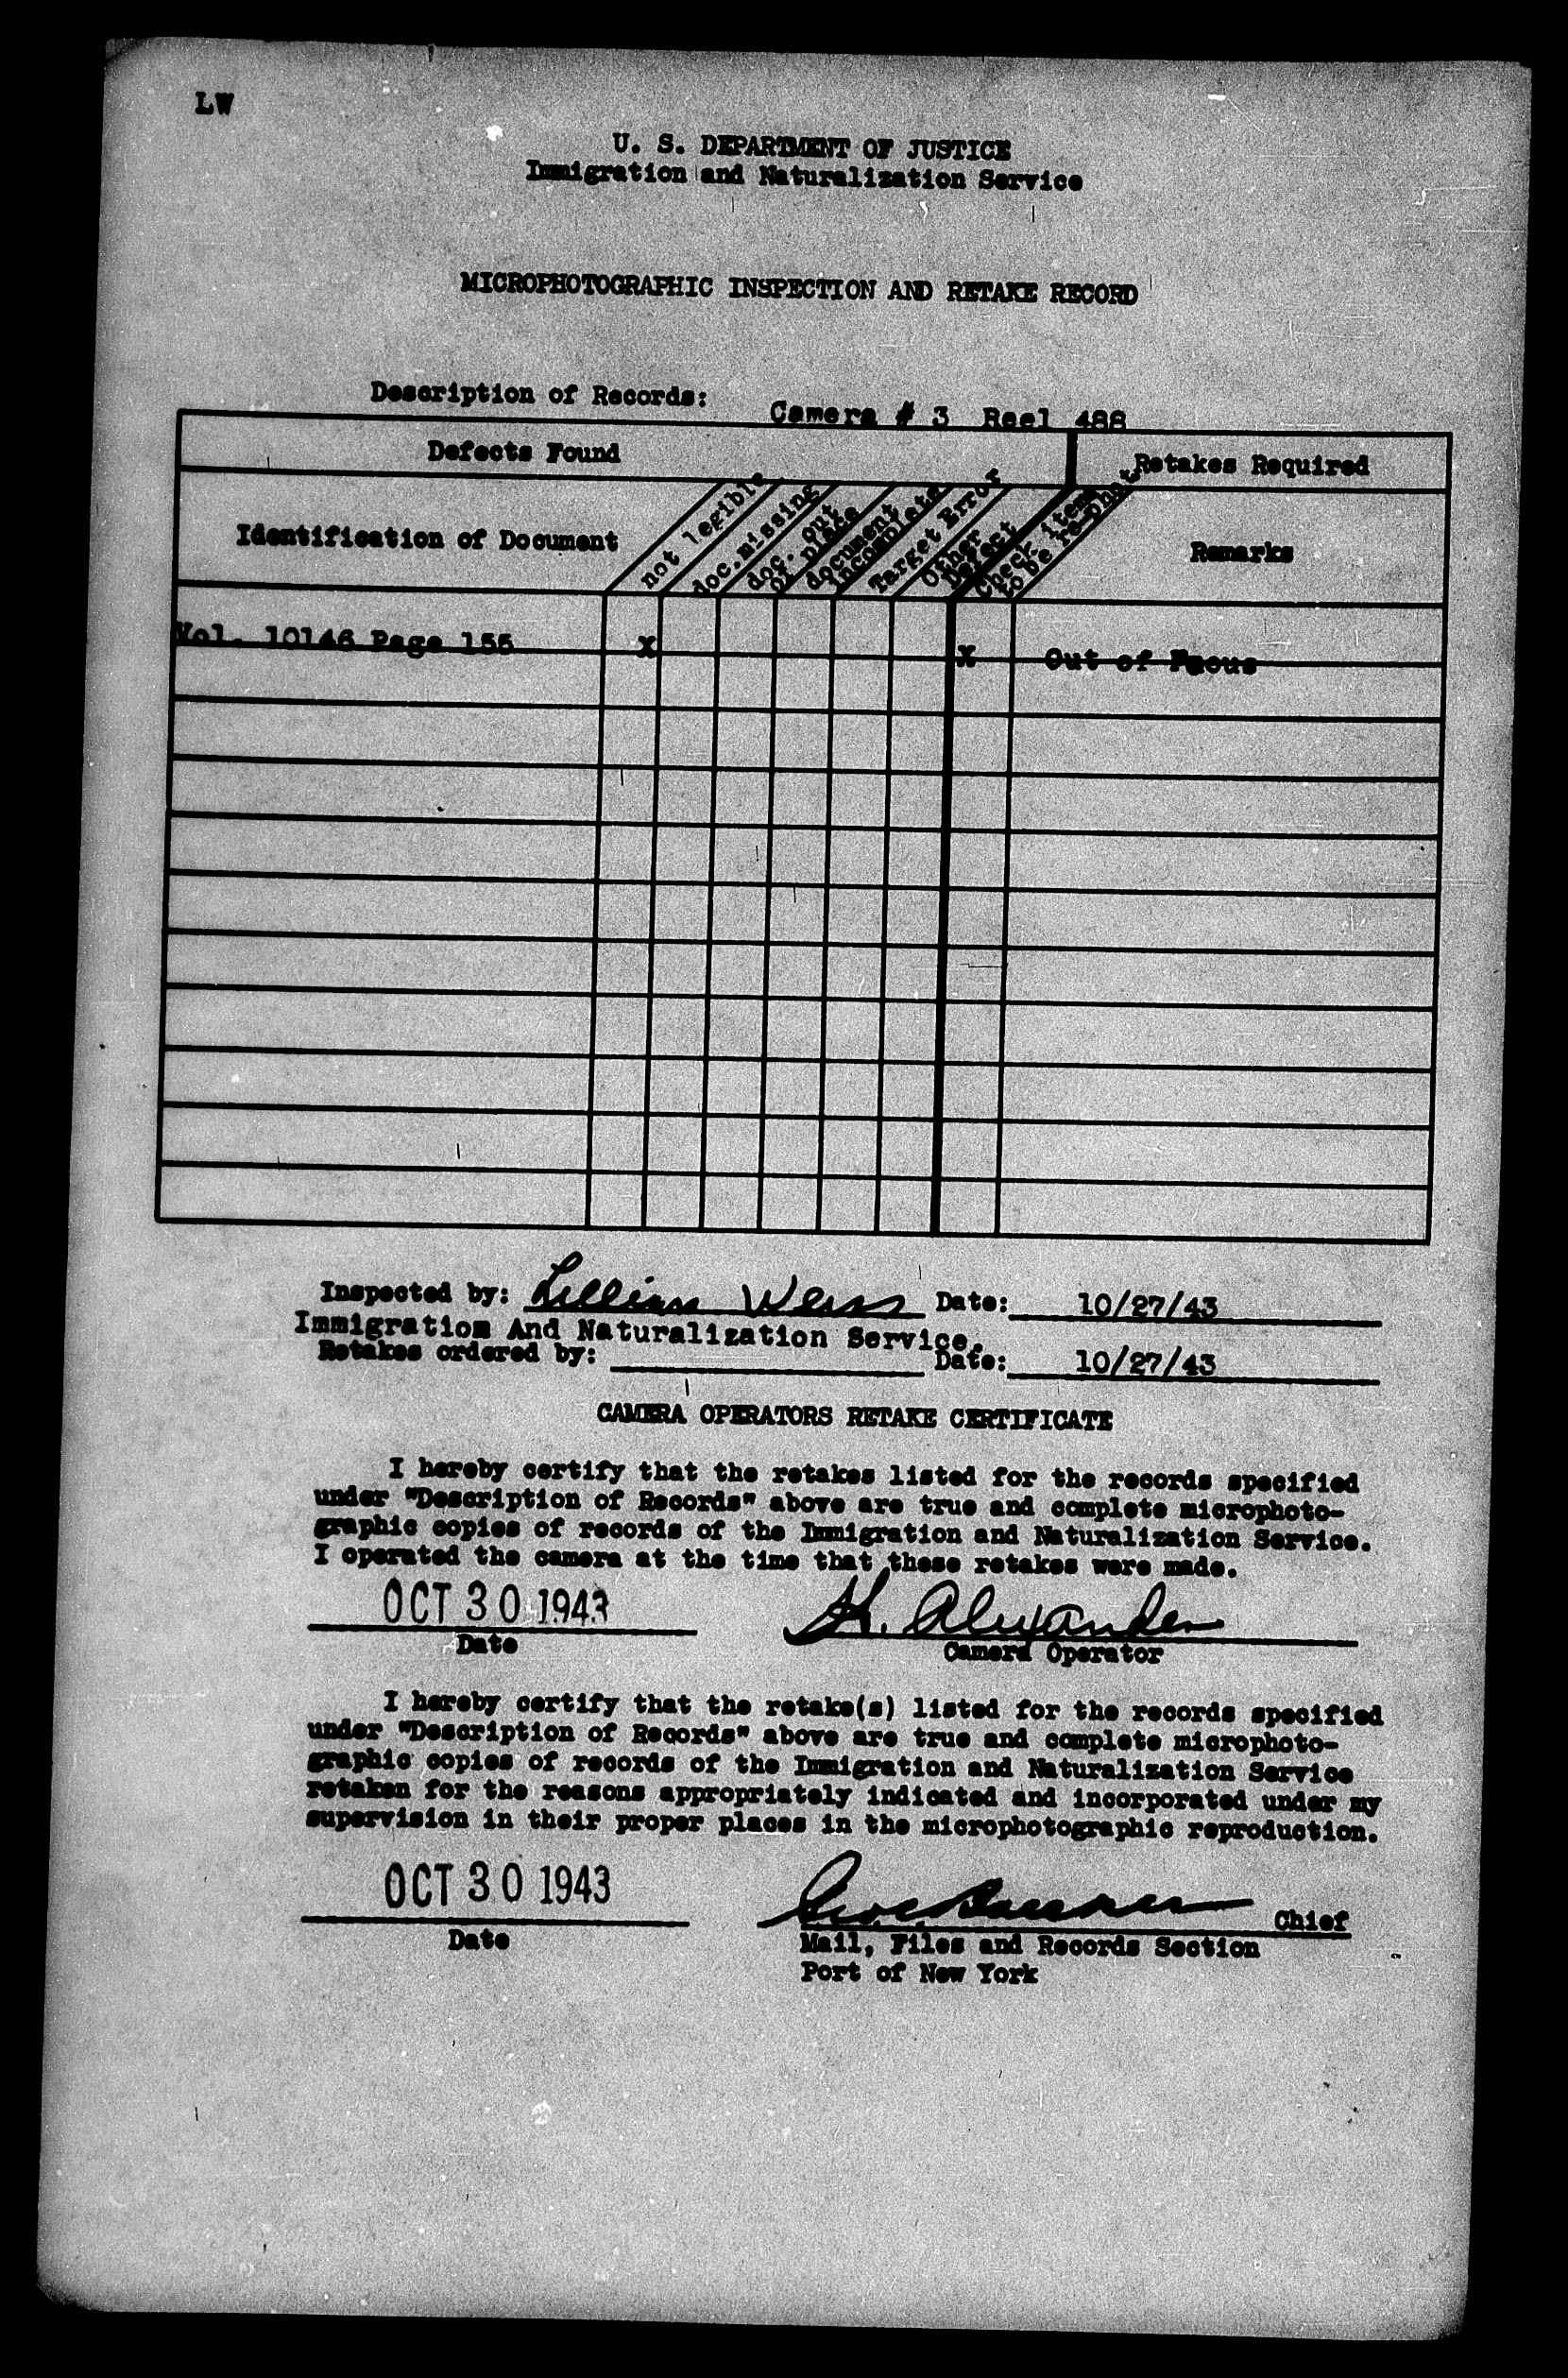 LW
U. S. DEPARTMENT OF JUSTICE
Immigration and Naturalization Service
MICROPHOTOGRAPHIC INSPECTION AND RETAKE RECORD
Description of Records: Camera # 3 Reel 488
Defects Found Retakes Required
Identification of Document
not legible
doc.missing
doc. out
of place
document
incomplete
Target Error
Other
Defect
Check item
to be re-phot.
Remarks
Vol. 10146 Page 155 X X Out of Focus
Inspected by: Lillian Weiss Date: 10/27/43
Immigration And Naturalization Service.
Retakes ordered by: Date: 10/27/43
CAMERA OPERATORS RETAKE CERTIFICATE
I hereby certify that the retakes listed for the records specified
under "Description of Records" above are true and complete microphoto-
graphic copies of records of the Immigration and Naturalization Service.
I operated the camera at the time that these retakes were made.
OCT 30 1943 H. Alexander
Date Camera Operator
I hereby certify that the retake(s) listed for the records specified
under "Description of Records" above are true and complete microphoto-
graphic copies of records of the Immigration and Naturalization Service
retaken for the reasons appropriately indicated and incorporated under my
supervision in their proper places in the microphotographic reproduction.
OCT 30 1943 Chief
Date Mail, Files and Records Section
Port of New York